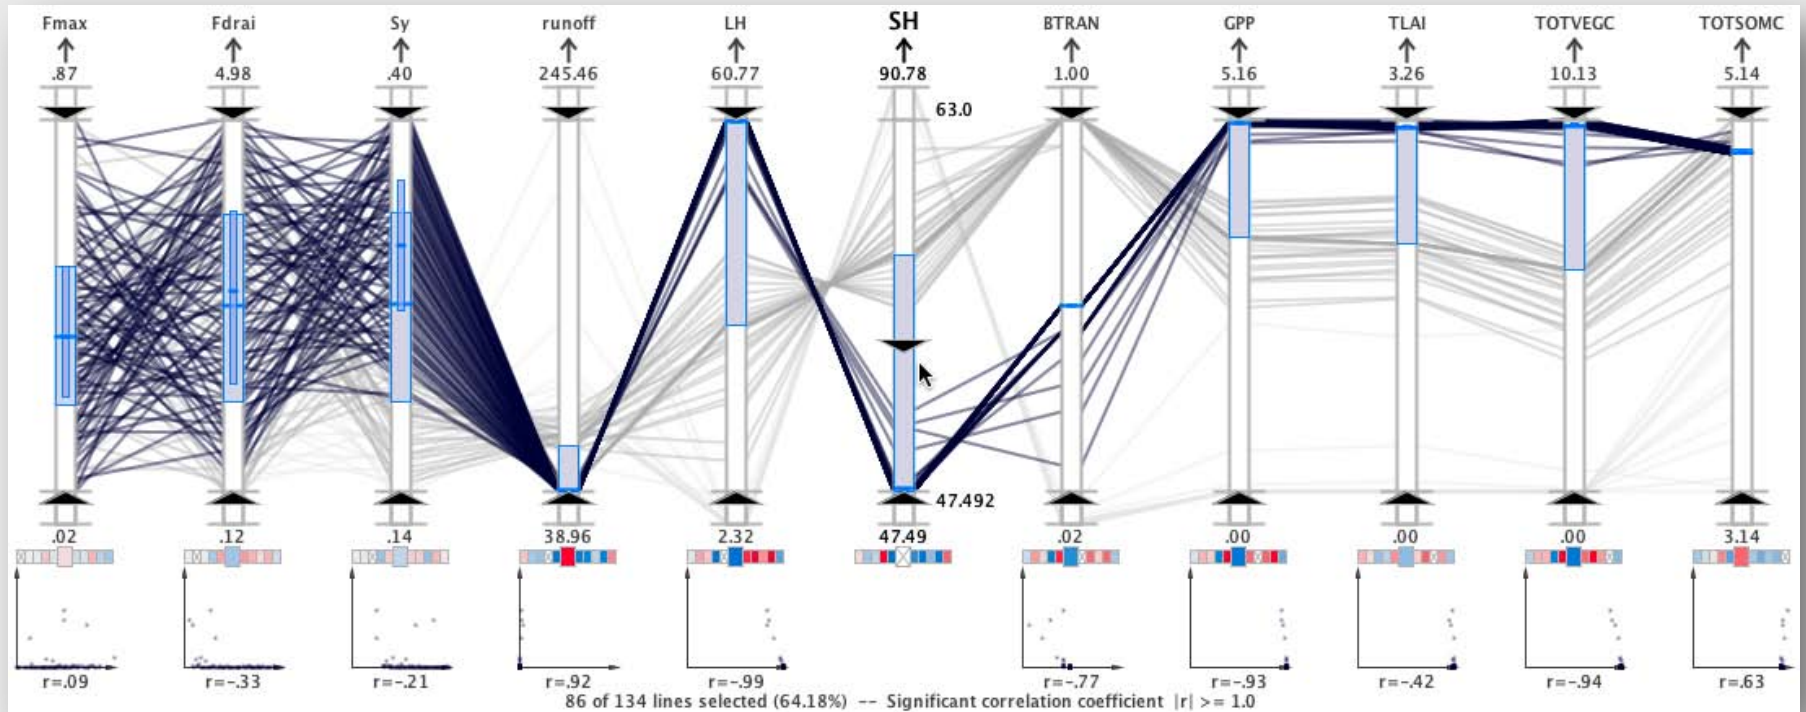 Fmax Fdrai Sy runoff LH SH BTRAN GPP TLAI TOTVEGC TOTSOMC
.87 4.98 .40 245.46 60.77 90.78 1.00 5.16 3.26 10.13 5.14
63.0
47.492
.02 .12 .14 38.96 2.32 47.49 .02 .00 .00 .00 3.14
r=.09 r=-.33 r=-.21 r=.92 r=-.99 r=-.77 r=-.93 r=-.42 r=-.94 r=.63
86 of 134 lines selected (64.18%) -- Significant correlation coefficient |r| >= 1.0